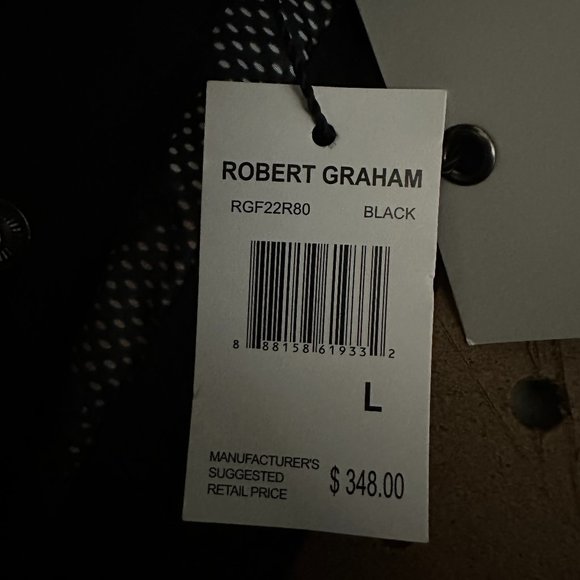 ROBERT GRAHAM
RGF22R80 BLACK
8 88158 61933 2
L
MANUFACTURER'S
SUGGESTED
RETAIL PRICE
$ 348.00